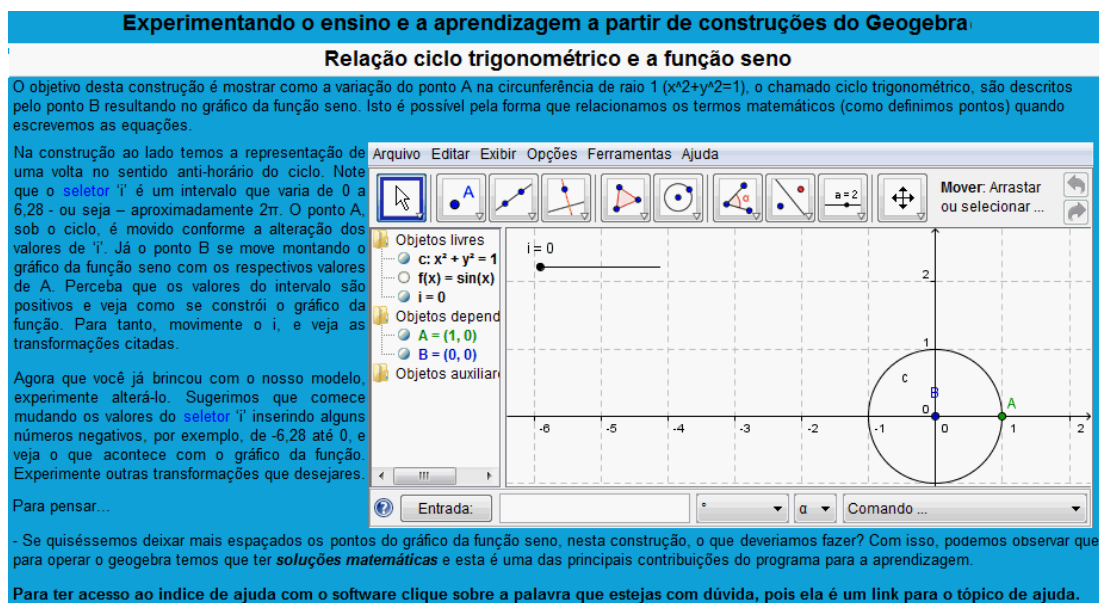 Experimentando o ensino e a aprendizagem a partir de construções do Geogebra
Relação ciclo trigonométrico e a função seno
O objetivo desta construção é mostrar como a variação do ponto A na circunferência de raio 1 (x^2+y^2=1), o chamado ciclo trigonométrico, são descritos
pelo ponto B resultando no gráfico da função seno. Isto é possível pela forma que relacionamos os termos matemáticos (como definimos pontos) quando
escrevemos as equações.
Na construção ao lado temos a representação de
uma volta no sentido anti-horário do ciclo. Note
que o seletor 'i' é um intervalo que varia de 0 a
6,28 - ou seja – aproximadamente 2π. O ponto A,
sob o ciclo, é movido conforme a alteração dos
valores de 'i'. Já o ponto B se move montando o
gráfico da função seno com os respectivos valores
de A. Perceba que os valores do intervalo são
positivos e veja como se constrói o gráfico da
função. Para tanto, movimente o i, e veja as
transformações citadas.
Agora que você já brincou com o nosso modelo,
experimente alterá-lo. Sugerimos que comece
mudando os valores do seletor 'i' inserindo alguns
números negativos, por exemplo, de -6,28 até 0, e
veja o que acontece com o gráfico da função.
Experimente outras transformações que desejares.
Para pensar...
Arquivo Editar Exibir Opções Ferramentas Ajuda
A
α
a=2
Mover: Arrastar
ou selecionar ...
Objetos livres
c: x² + y² = 1
f(x) = sin(x)
i = 0
Objetos depend
A = (1, 0)
B = (0, 0)
Objetos auxiliar
i = 0
2
1
c
B
A
0
-6 -5 -4 -3 -2 -1 0 1 2
Entrada:
° α Comando ...
- Se quiséssemos deixar mais espaçados os pontos do gráfico da função seno, nesta construção, o que deveriamos fazer? Com isso, podemos observar que
para operar o geogebra temos que ter soluções matemáticas e esta é uma das principais contribuições do programa para a aprendizagem.
Para ter acesso ao indice de ajuda com o software clique sobre a palavra que estejas com dúvida, pois ela é um link para o tópico de ajuda.